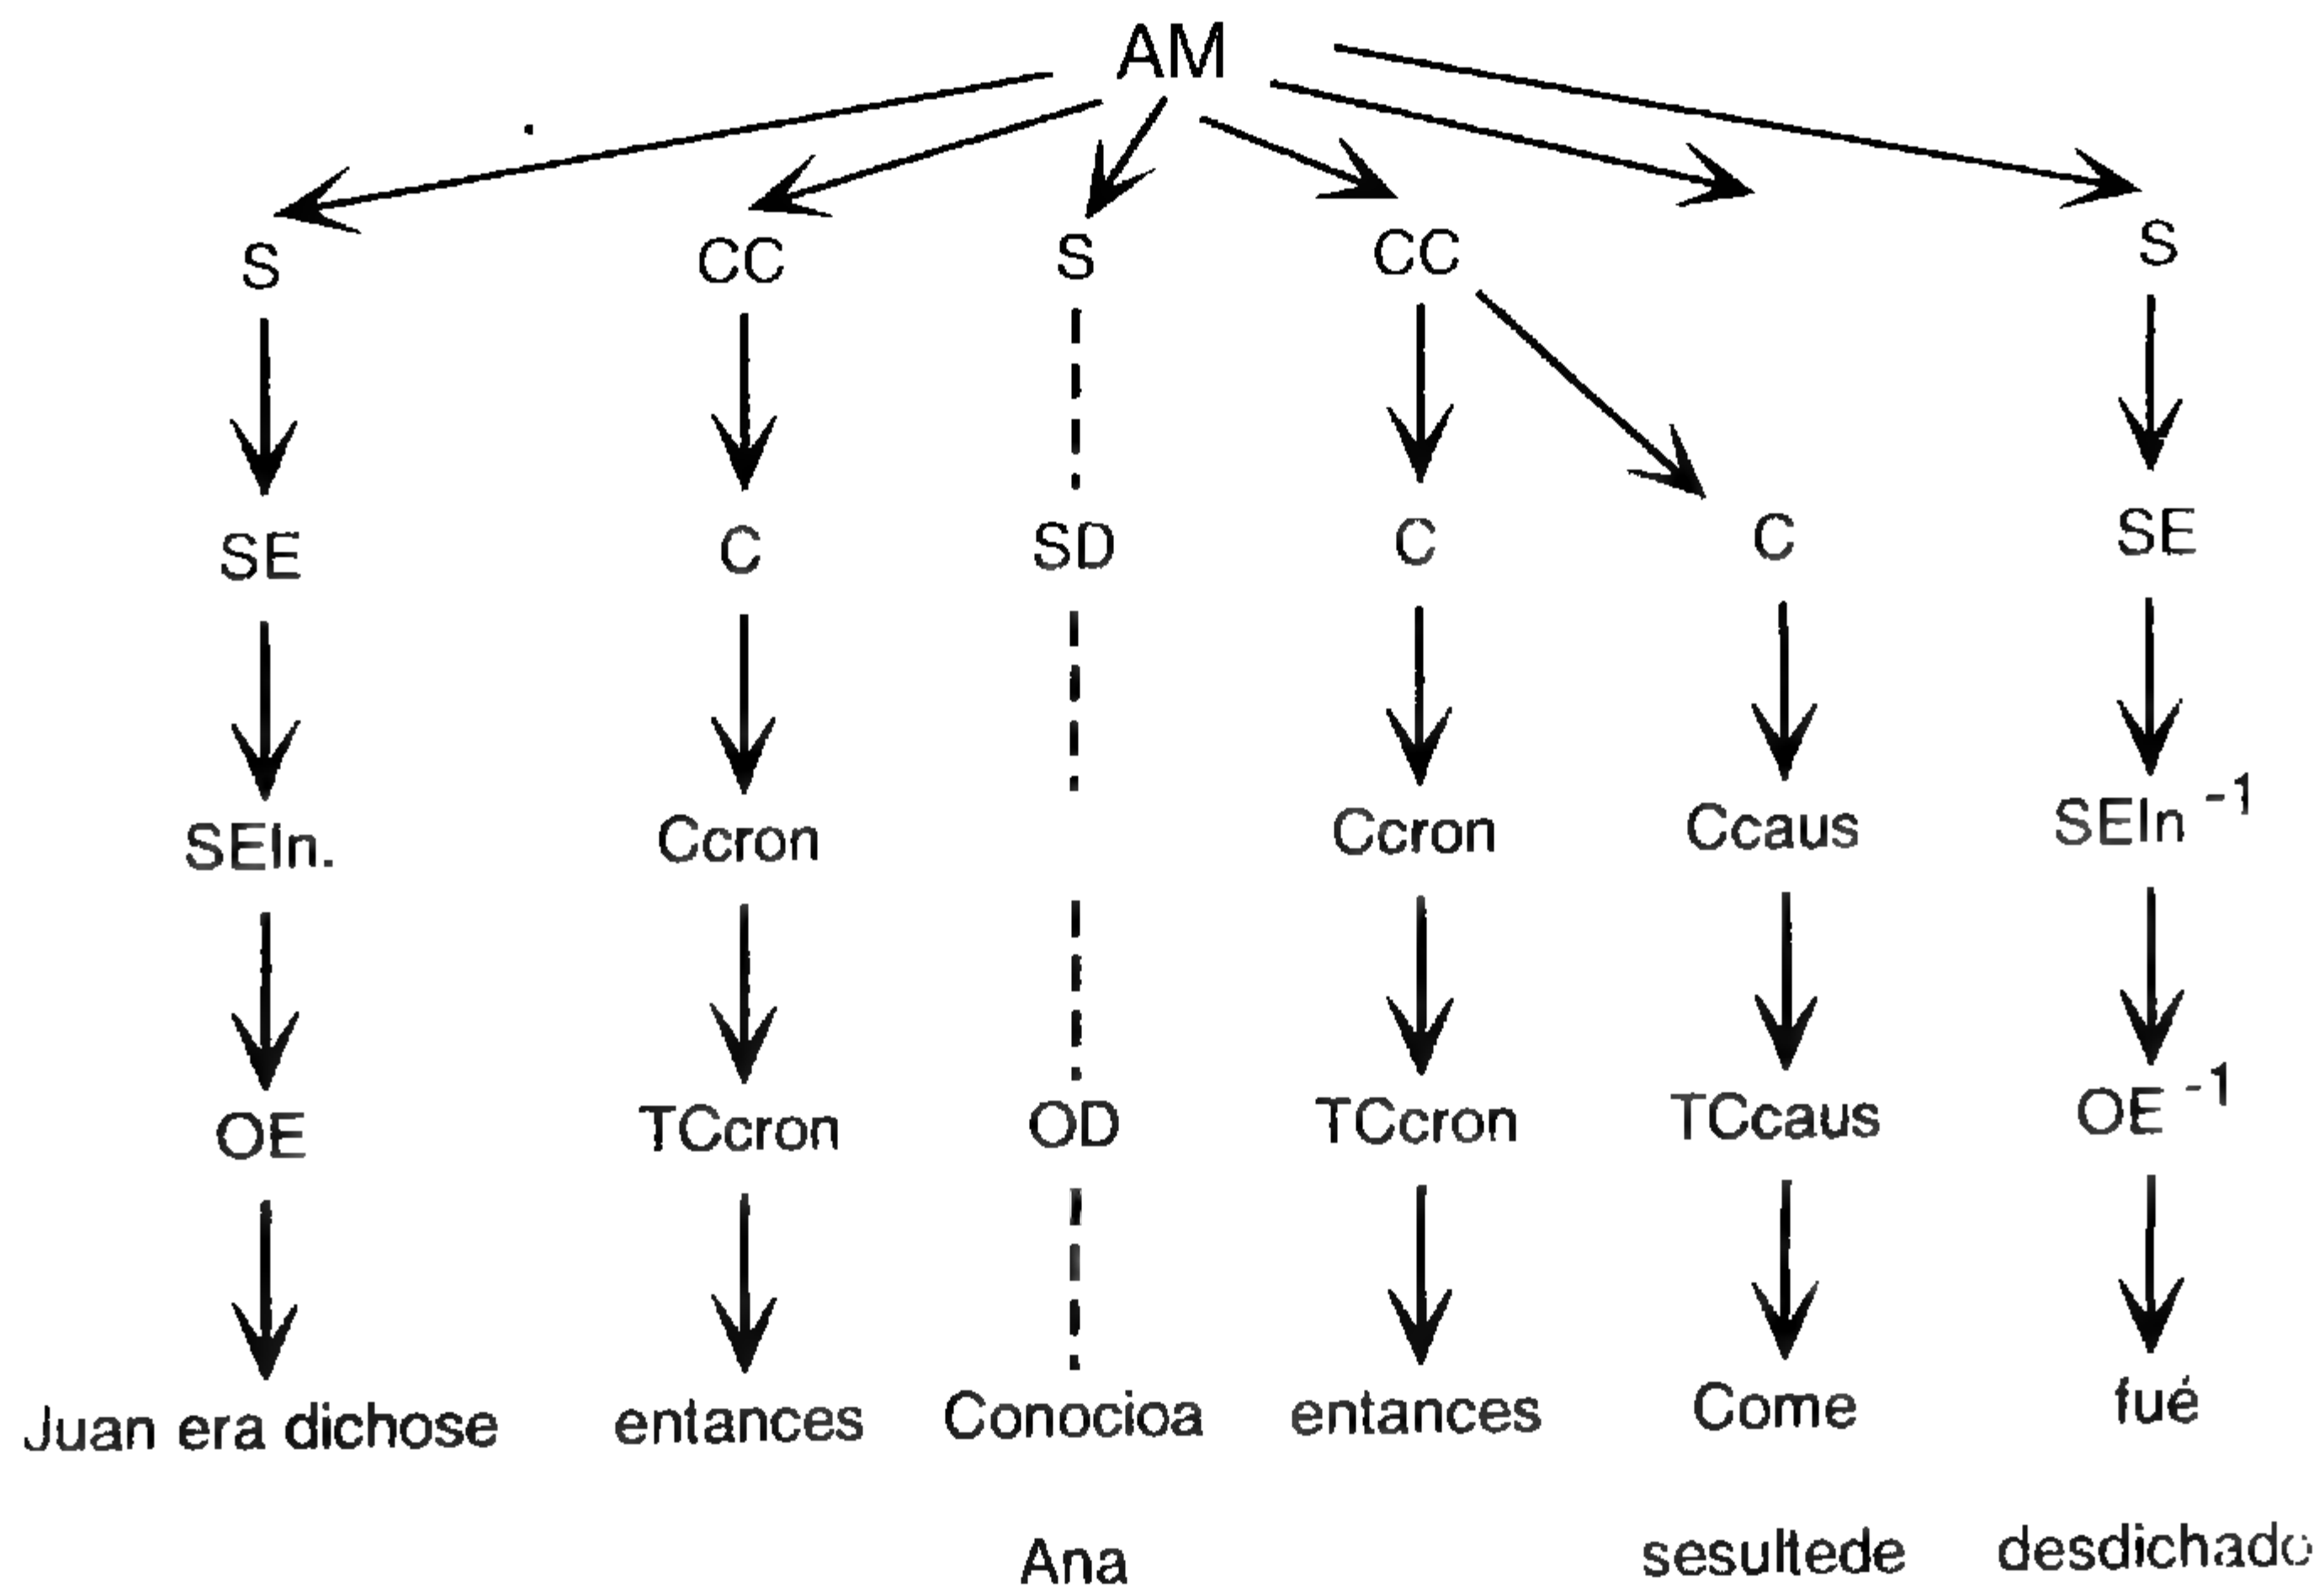 AM
S CC S CC S
SE C SD C C SE
SEIn. Ccron Ccron Ccaus SEIn -1
OE TCcron OD TCcron TCcaus OE -1
Juan era dichose entances Conocioa entances Come fué
Ana sesultede desdichado